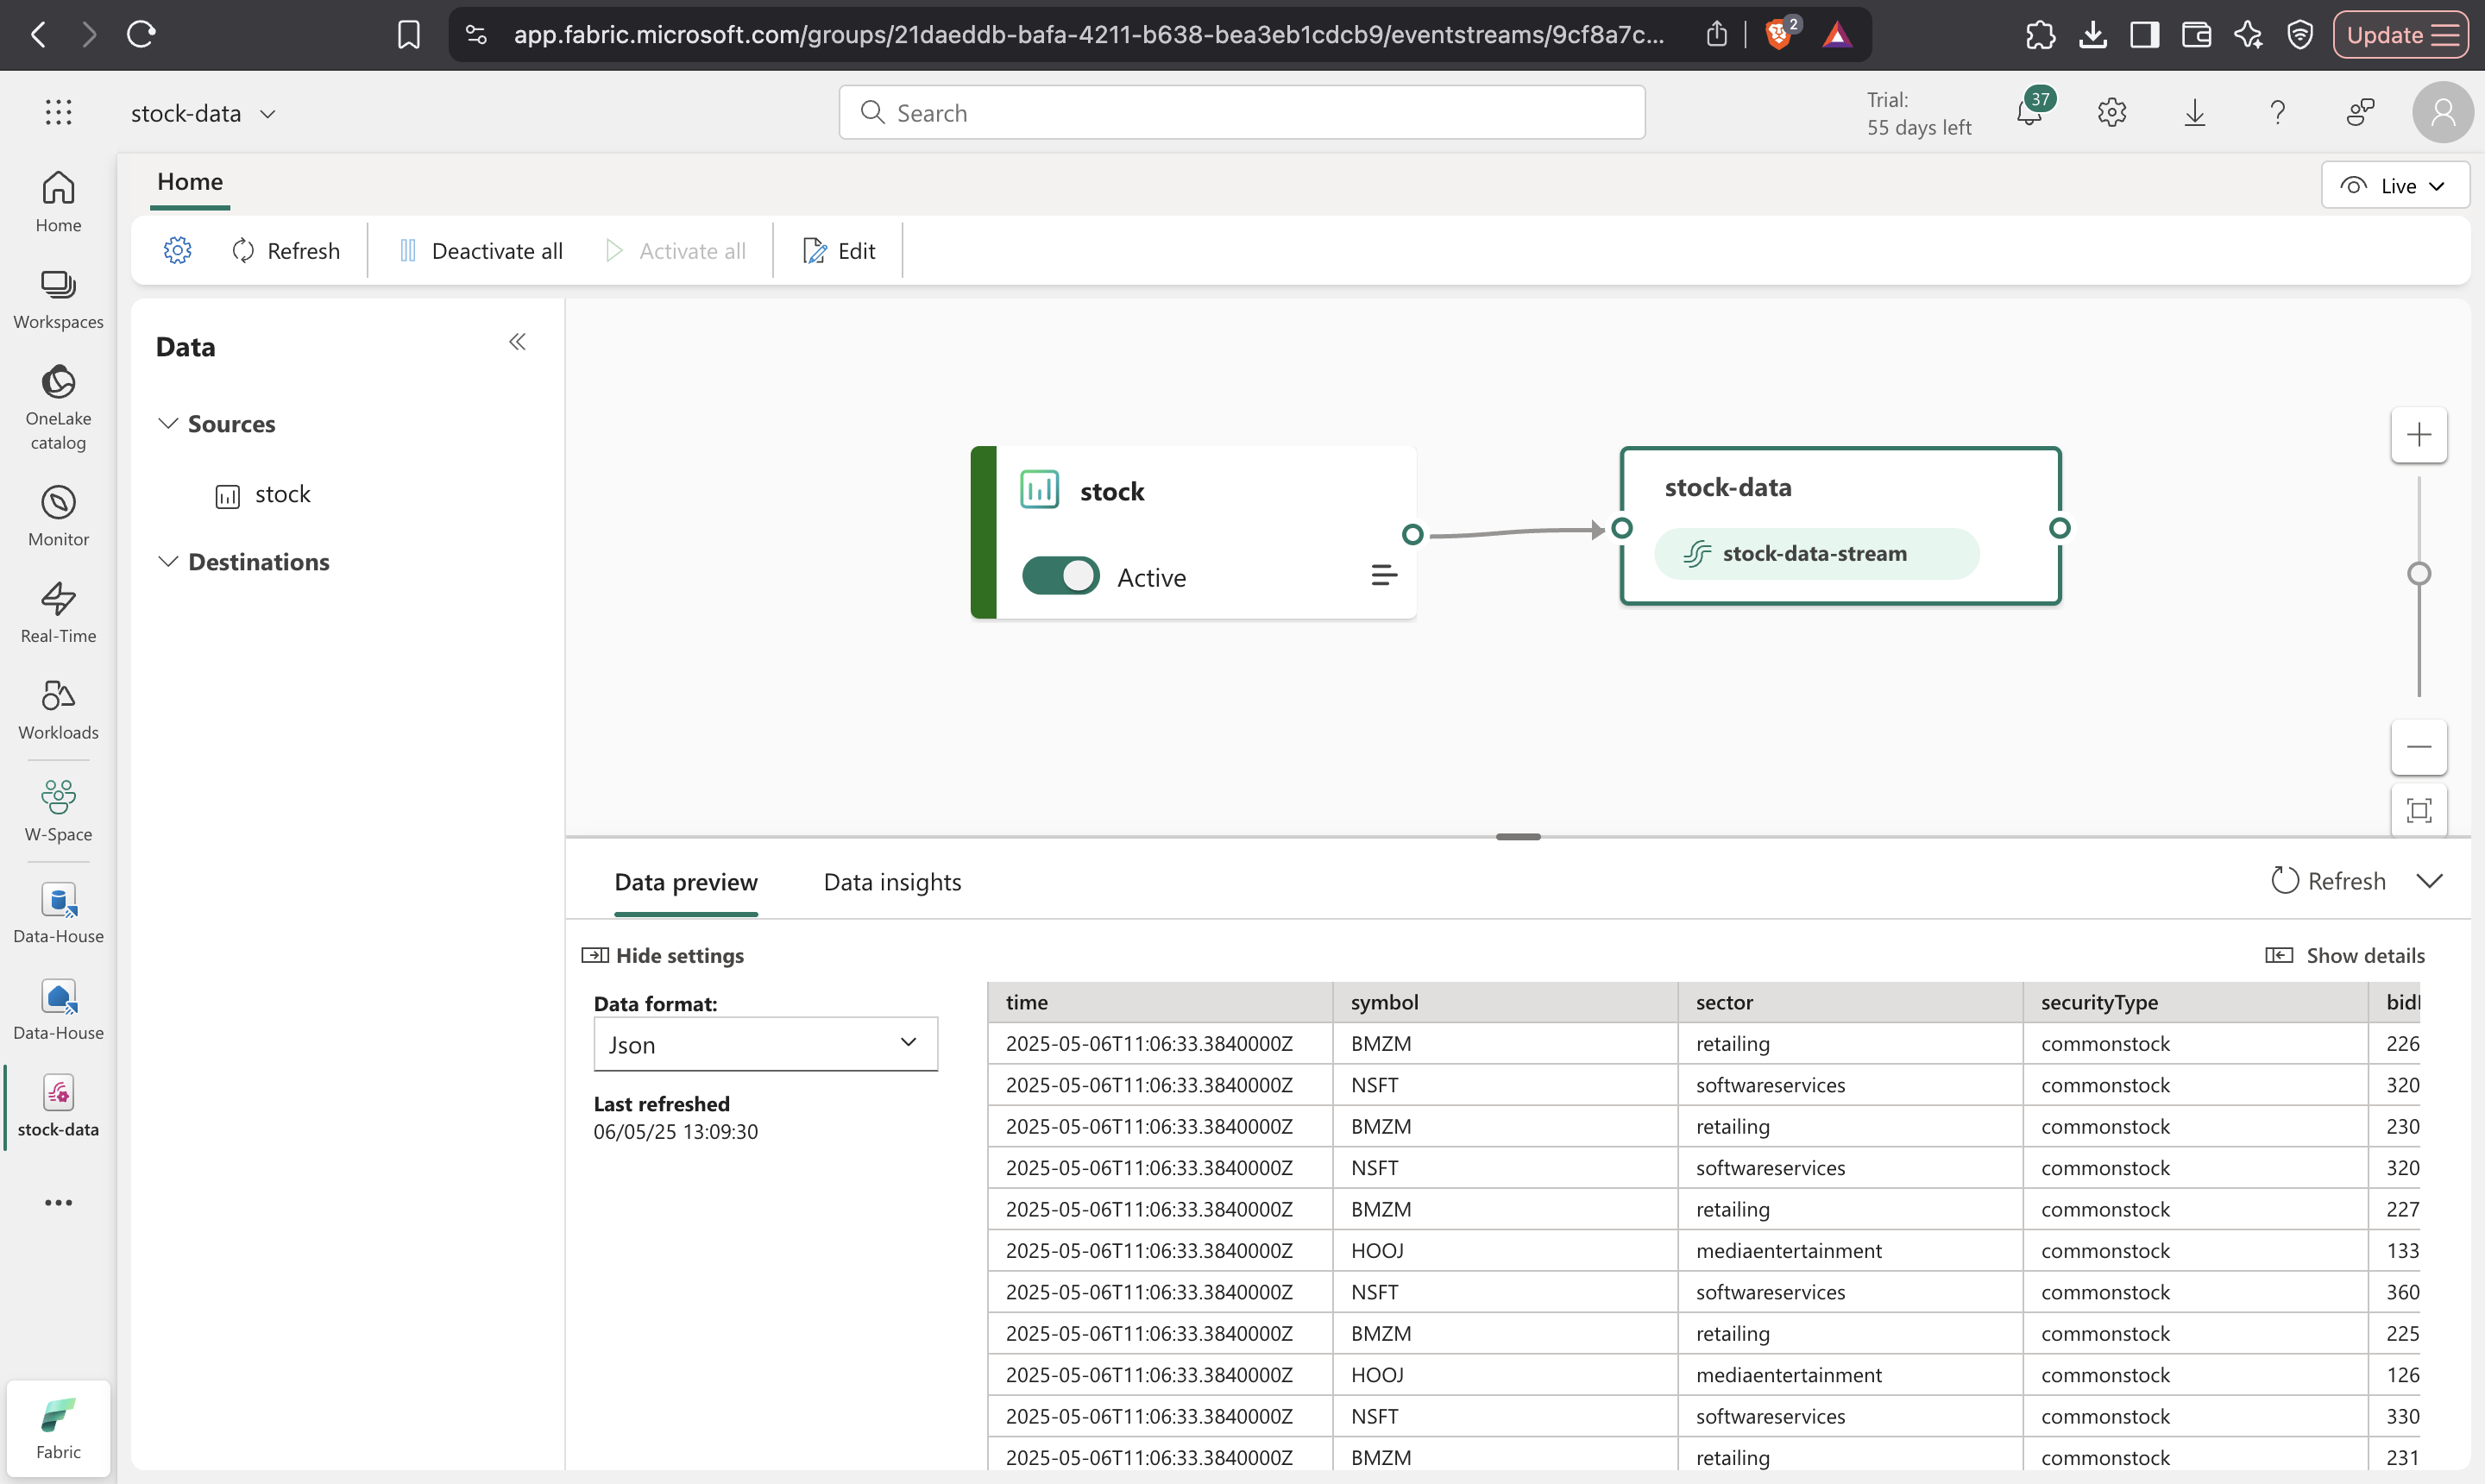 app.fabric.microsoft.com/groups/21daeddb-bafa-4211-b638-bea3eb1cdcb9/eventstreams/9cf8a7c...
2
Update
stock-data
Search
Trial:
55 days left
37
?
Home
Live
Refresh
Deactivate all
Activate all
Edit
Home
Workspaces
OneLake
catalog
Monitor
Real-Time
Workloads
W-Space
Data-House
Data-House
stock-data
Fabric
Data
Sources
stock
Destinations
stock
Active
stock-data
stock-data-stream
Data preview
Data insights
Refresh
Hide settings
Show details
Data format:
Json
Last refreshed
06/05/25 13:09:30
time symbol sector securityType
2025-05-06T11:06:33.3840000Z BMZM retailing commonstock 226
2025-05-06T11:06:33.3840000Z NSFT softwareservices commonstock 320
2025-05-06T11:06:33.3840000Z BMZM retailing commonstock 230
2025-05-06T11:06:33.3840000Z NSFT softwareservices commonstock 320
2025-05-06T11:06:33.3840000Z BMZM retailing commonstock 227
2025-05-06T11:06:33.3840000Z HOOJ mediaentertainment commonstock 133
2025-05-06T11:06:33.3840000Z NSFT softwareservices commonstock 360
2025-05-06T11:06:33.3840000Z BMZM retailing commonstock 225
2025-05-06T11:06:33.3840000Z HOOJ mediaentertainment commonstock 126
2025-05-06T11:06:33.3840000Z NSFT softwareservices commonstock 330
2025-05-06T11:06:33.3840000Z BMZM retailing commonstock 231